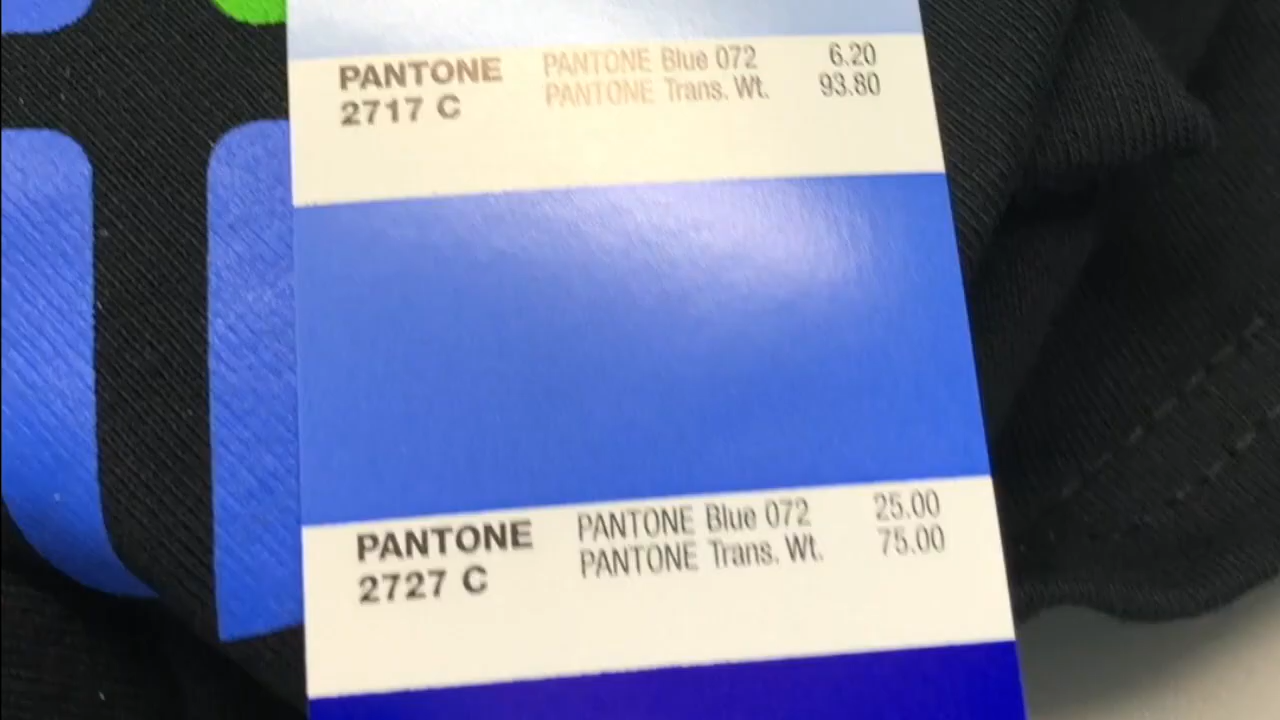 PANTONE PANTONE Blue 072 6.20
2717 C PANTONE Trans. Wt. 93.80
PANTONE PANTONE Blue 072 25.00
2727 C PANTONE Trans. Wt. 75.00